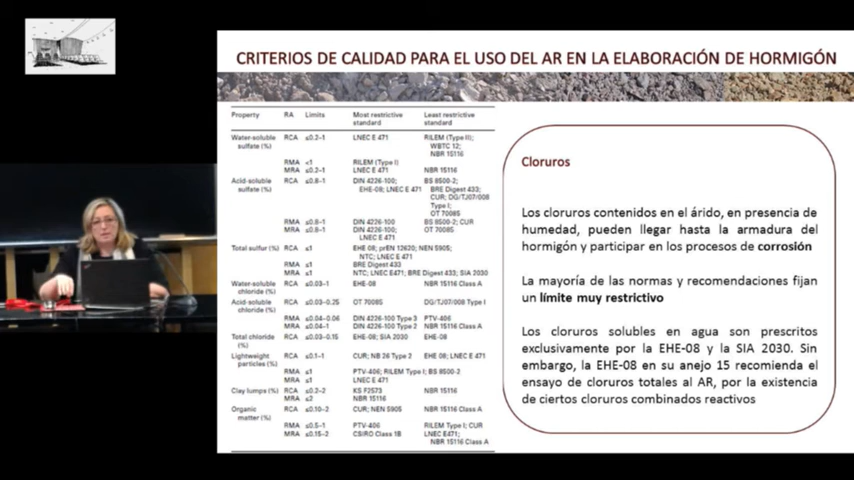 CRITERIOS DE CALIDAD PARA EL USO DEL AR EN LA ELABORACIÓN DE HORMIGÓN
Property RA Limits Most restrictive standard Least restrictive standard
Water-soluble sulfate (%) RCA ≤0.2–1 LNEC E 471 RILEM (Type II); WBTC 12; NBR 15116
RMA <1 RILEM (Type I)
MRA ≤0.2–1 LNEC E 471 NBR 15116
Acid-soluble sulfate (%) RCA ≤0.8–1 DIN 4226-100; EHE-08; LNEC E 471 BS 8500-2; BRE Digest 433; CUR; DG/TJ07/008 Type I; OT 70085
RMA ≤0.8–1 DIN 4226-100 BS 8500-2; CUR
MRA ≤0.8–1 DIN 4226-100; LNEC E 471 OT 70085
Total sulfur (%) RCA ≤1 EHE-08; prEN 12620; NEN 5905; NTC; LNEC E 471
RMA ≤1 BRE Digest 433
MRA ≤1 NTC; LNEC E471; BRE Digest 433; SIA 2030
Water-soluble chloride (%) RCA ≤0.03–1 EHE-08 NBR 15116 Class A
Acid-soluble chloride (%) RCA ≤0.03–0.25 OT 70085 DG/TJ07/008 Type I
RMA ≤0.04–0.06 DIN 4226-100 Type 3 PTV-406
MRA ≤0.04–1 DIN 4226-100 Type 2 NBR 15116 Class A
Total chloride (%) RCA ≤0.03–0.15 EHE-08; SIA 2030 EHE-08
Lightweight particles (%) RCA ≤0.1–1 CUR; NB 26 Type 2 EHE 08; LNEC E 471
RMA ≤1 PTV-406; RILEM Type I; BS 8500-2
MRA ≤1 LNEC E 471
Clay lumps (%) RCA ≤0.2–2 KS F2573 NBR 15116
MRA ≤2 NBR 15116
Organic matter (%) RCA ≤0.10–2 CUR; NEN 5905 NBR 15116 Class A
RMA ≤0.5–1 PTV-406 RILEM Type I; CUR
MRA ≤0.15–2 CSIRO Class 1B LNEC E471; NBR 15116 Class A
Cloruros
Los cloruros contenidos en el árido, en presencia de
humedad, pueden llegar hasta la armadura del
hormigón y participar en los procesos de corrosión
La mayoría de las normas y recomendaciones fijan
un límite muy restrictivo
Los cloruros solubles en agua son prescritos
exclusivamente por la EHE-08 y la SIA 2030. Sin
embargo, la EHE-08 en su anejo 15 recomienda el
ensayo de cloruros totales al AR, por la existencia
de ciertos cloruros combinados reactivos